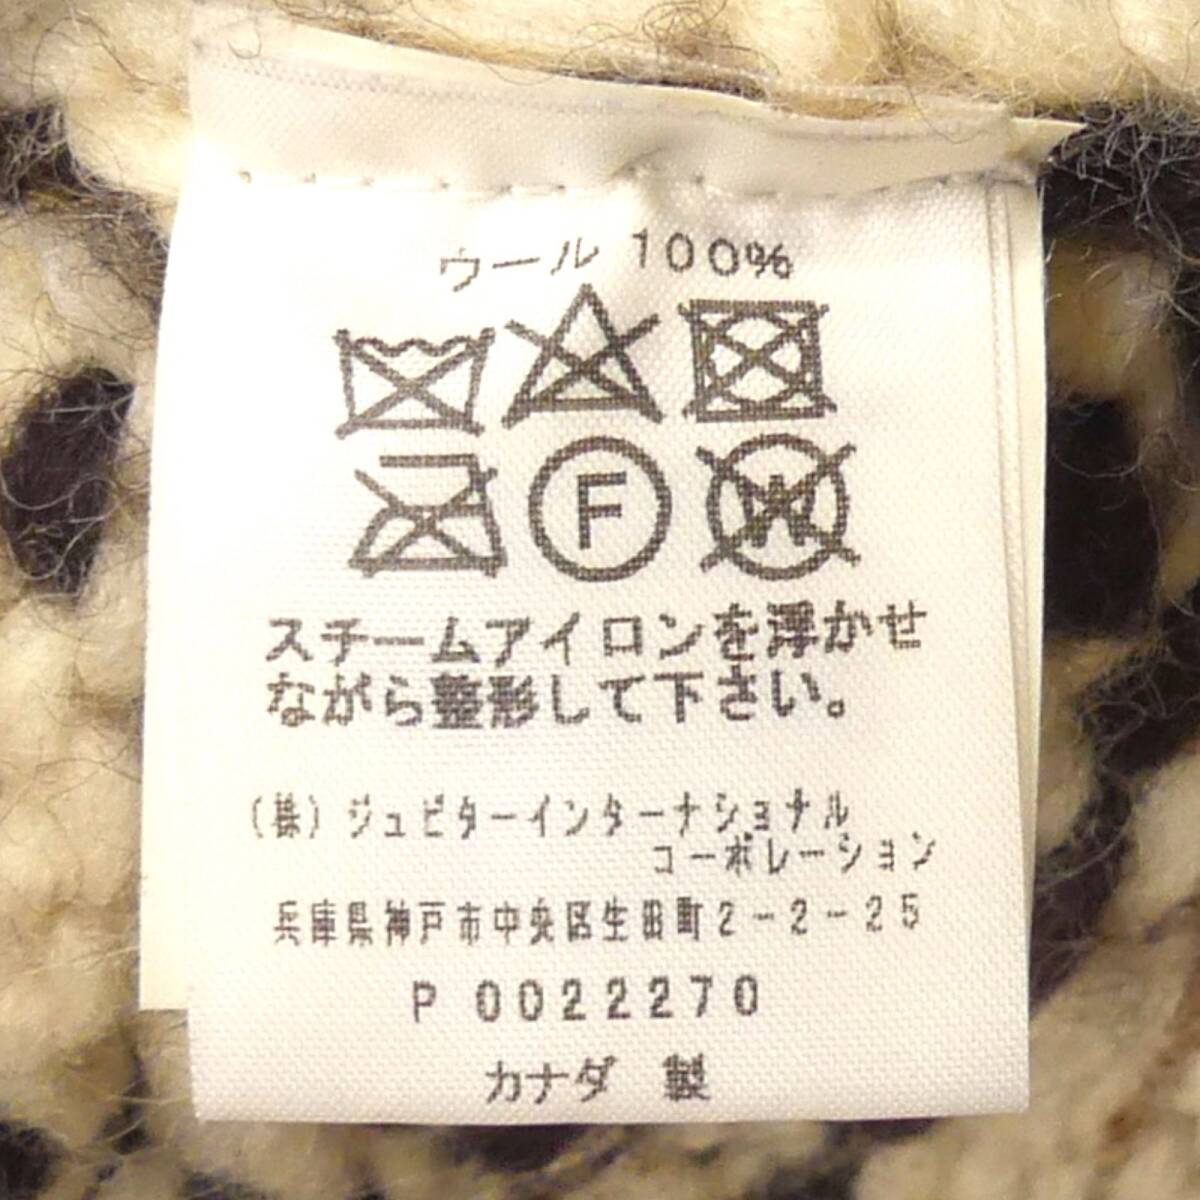 ウール 100%
F
W
スチームアイロンを浮かせ
ながら整形して下さい。
(株)ジュピターインターナショナル
コーポレーション
兵庫県神戸市中央区生田町2-2-25
P 0022270
カナダ 製